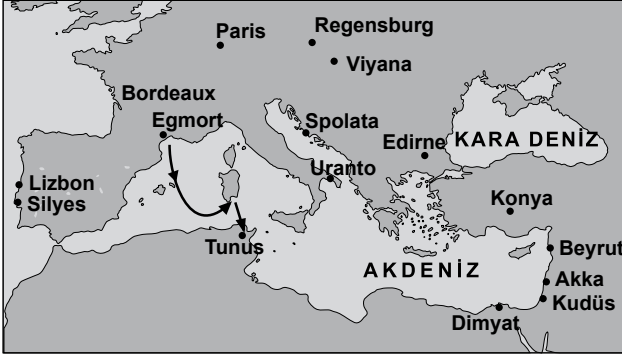 Paris
Regensburg
Viyana
Bordeaux
Egmort
Spolata
Edirne
KARA DENİZ
Uranto
Lizbon
Silyes
Konya
Tunus
AKDENİZ
Beyrut
Akka
Kudüs
Dimyat